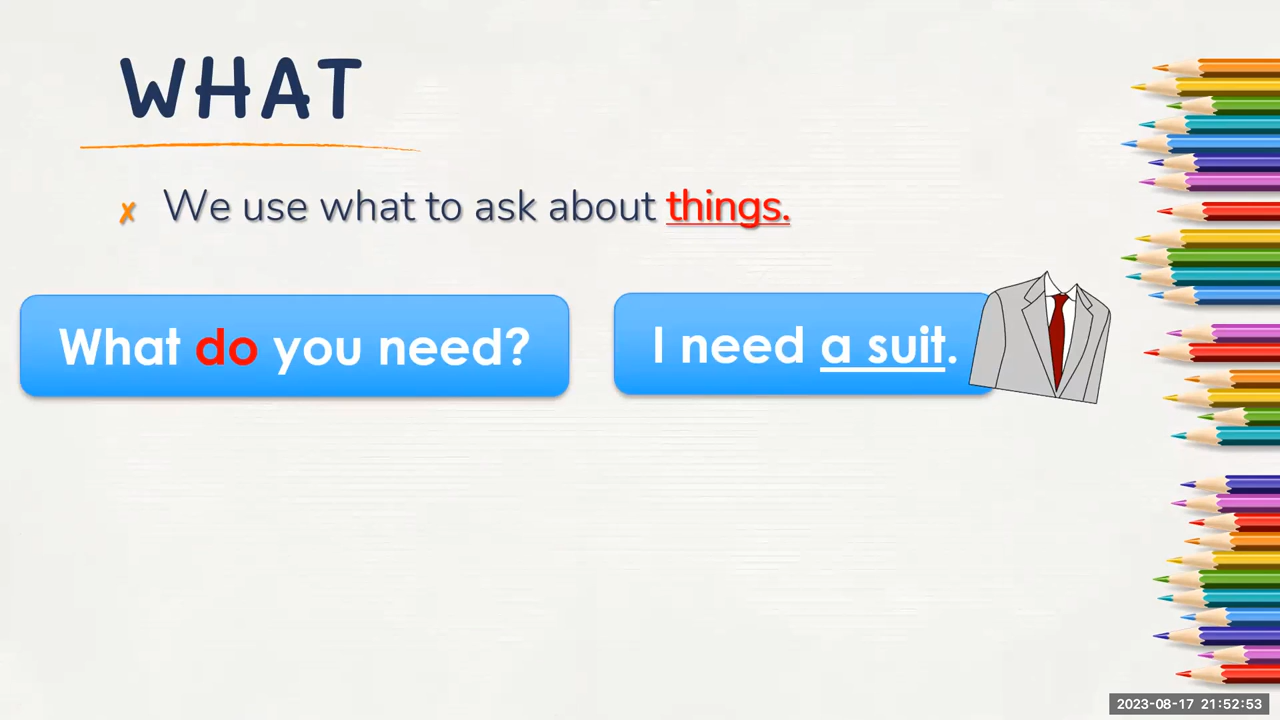 WHAT
We use what to ask about things.
What do you need?
I need a suit.
2023-08-17 21:52:53